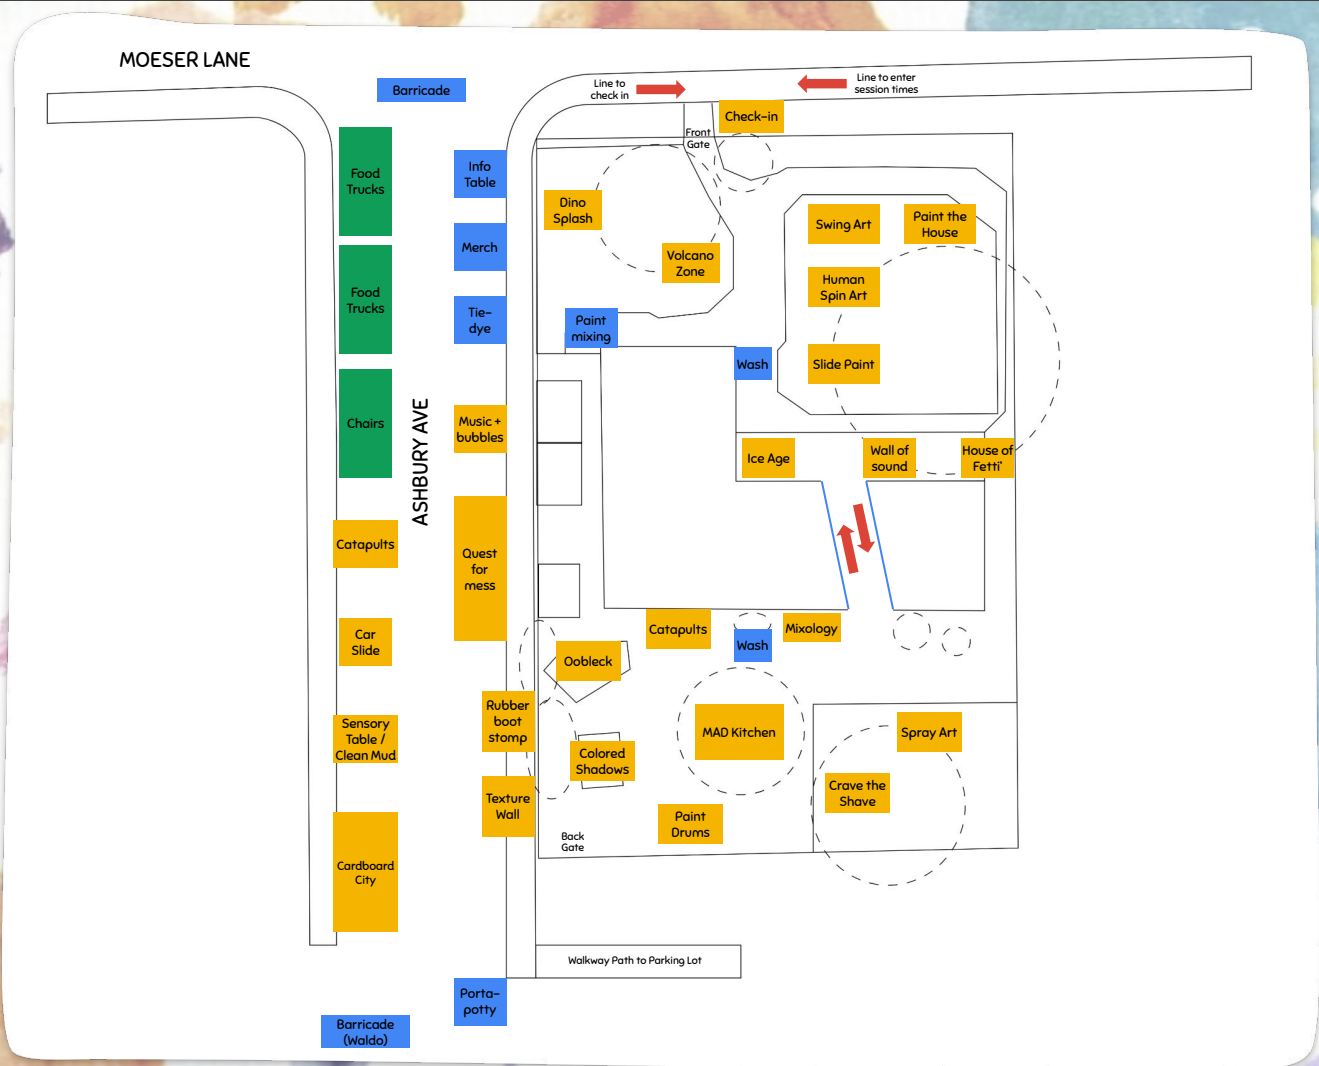 MOESER LANE
Barricade
Line to
check in
Line to enter
session times
Check-in
Front
Gate
Food
Trucks
Info
Table
Dino
Splash
Swing Art
Paint the
House
Merch
Volcano
Zone
Food
Trucks
Human
Spin Art
Tie-
dye
Paint
mixing
Wash
Slide Paint
Chairs
ASHBURY AVE
Music +
bubbles
Ice Age
Wall of
sound
House of
Fetti'
Catapults
Quest
for
mess
Car
Slide
Catapults
Wash
Mixology
Oobleck
Sensory
Table /
Clean Mud
Rubber
boot
stomp
MAD Kitchen
Spray Art
Colored
Shadows
Texture
Wall
Crave the
Shave
Paint
Drums
Back
Gate
Cardboard
City
Walkway Path to Parking Lot
Porta-
potty
Barricade
(Waldo)